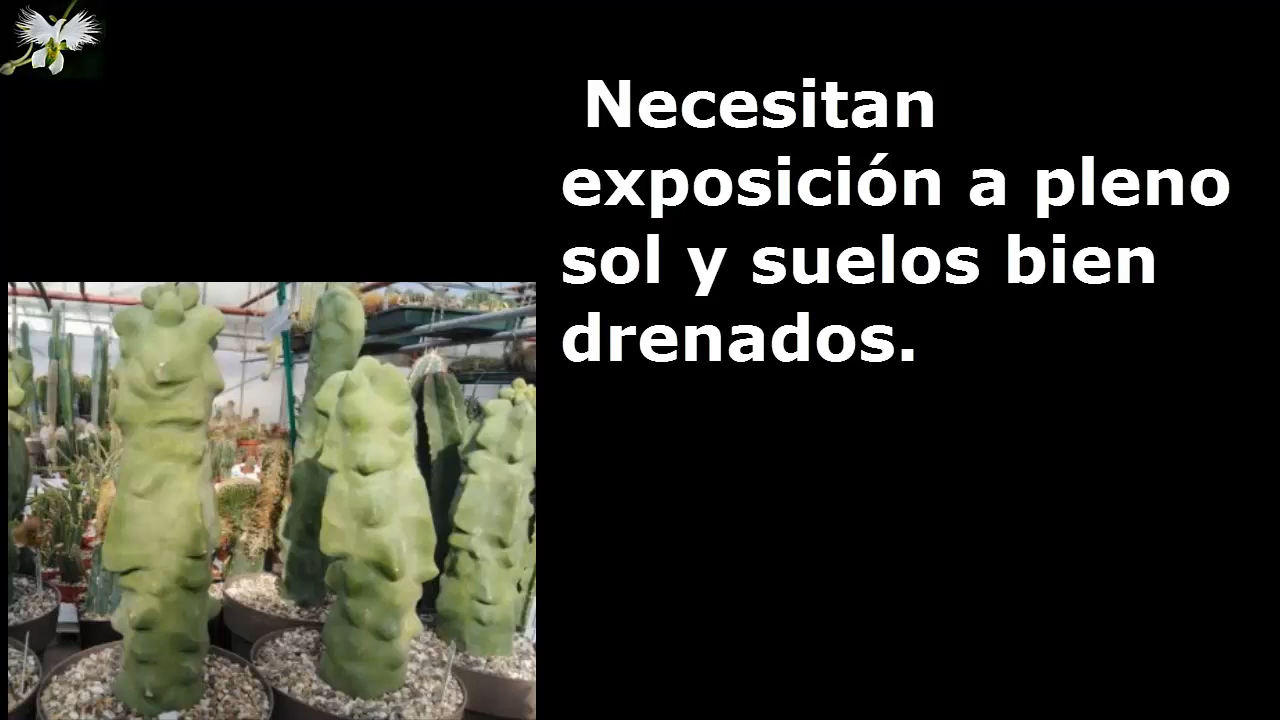 Necesitan
exposición a pleno
sol y suelos bien
drenados.